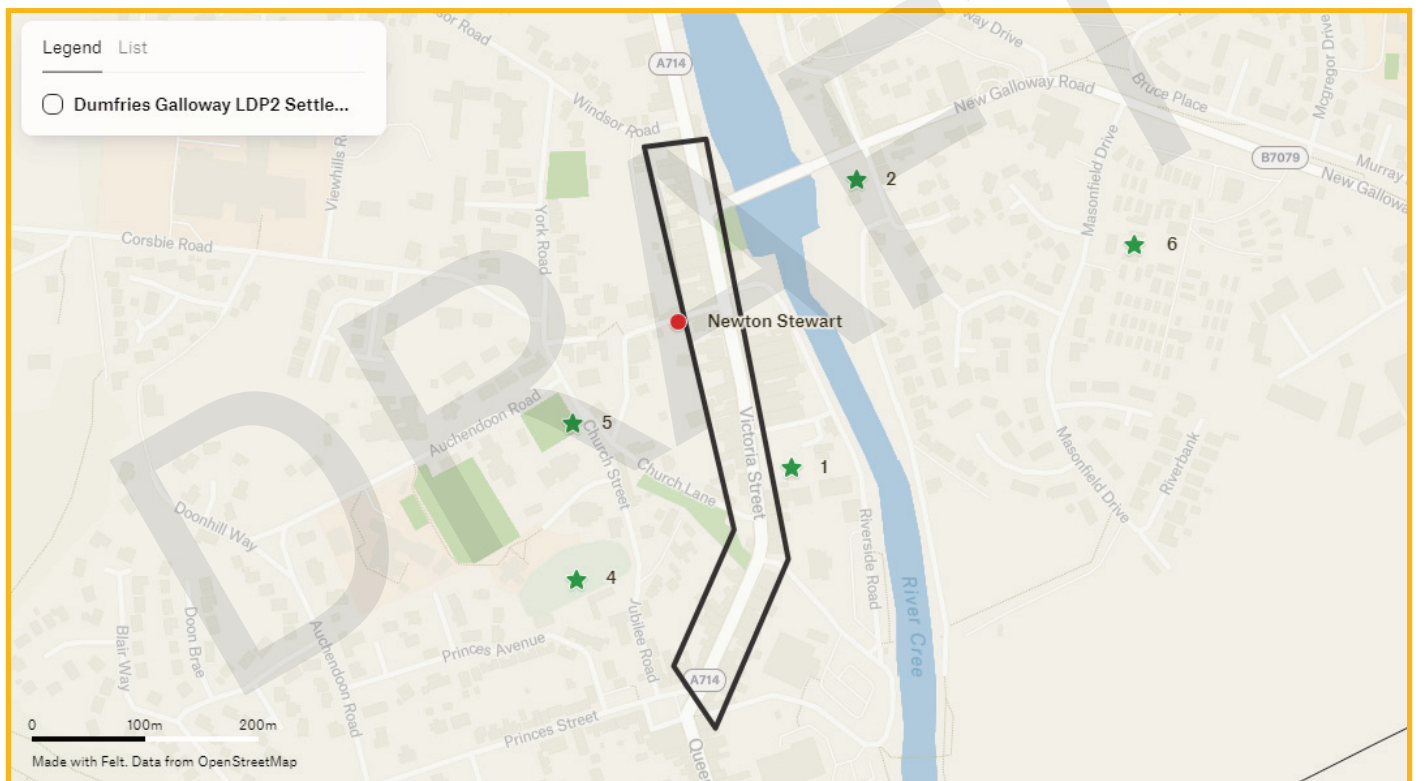 Legend List
Dumfries Galloway LDP2 Settle...
Windsor Road
A714
New Galloway Road
Bruce Place
Mcgregor Drive
B7079
Murray
New Galloway
Masonfield Drive
2
6
Corsbie Road
York Road
Newton Stewart
Auchendoon Road
5
Church Street
Church Lane
Victoria Street
1
Masonfield Drive
Riverbank
Doonhill Way
4
Riverside Road
River Cree
Blair Way
Doon Brae
Auchendoon Road
Princes Avenue
Jubilee Road
A714
Princes Street
Quee
0 100m 200m
Made with Felt. Data from OpenStreetMap
DRAFT